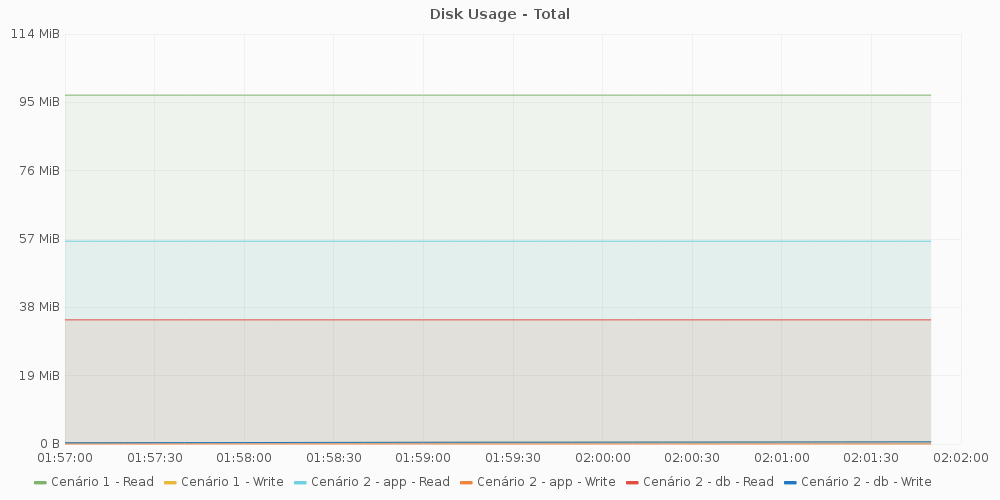 Disk Usage - Total
114 MiB
95 MiB
76 MiB
57 MiB
38 MiB
19 MiB
0 B
01:57:00 01:57:30 01:58:00 01:58:30 01:59:00 01:59:30 02:00:00 02:00:30 02:01:00 02:01:30 02:02:00
Cenário 1 - Read Cenário 1 - Write Cenário 2 - app - Read Cenário 2 - app - Write Cenário 2 - db - Read Cenário 2 - db - Write